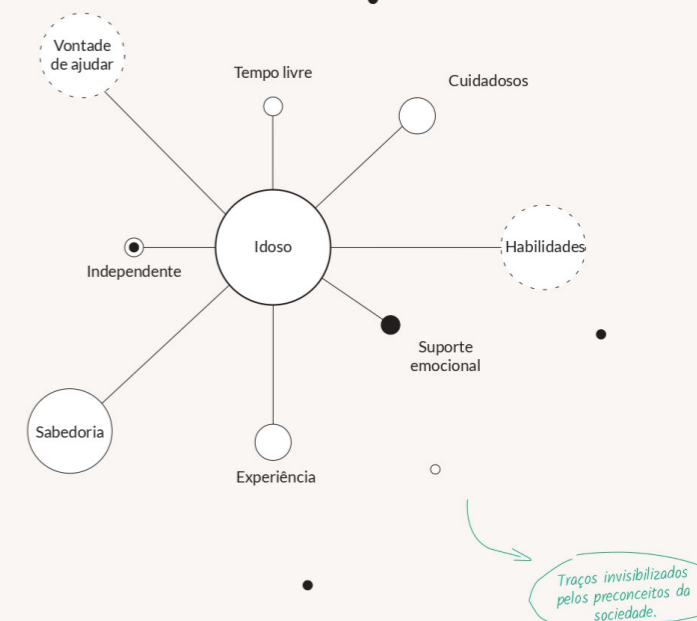 Vontade
de ajudar
Tempo livre
Cuidadosos
Idoso
Habilidades
Independente
Suporte
emocional
Sabedoria
Experiência
Traços invisibilizados
pelos preconceitos da
sociedade.